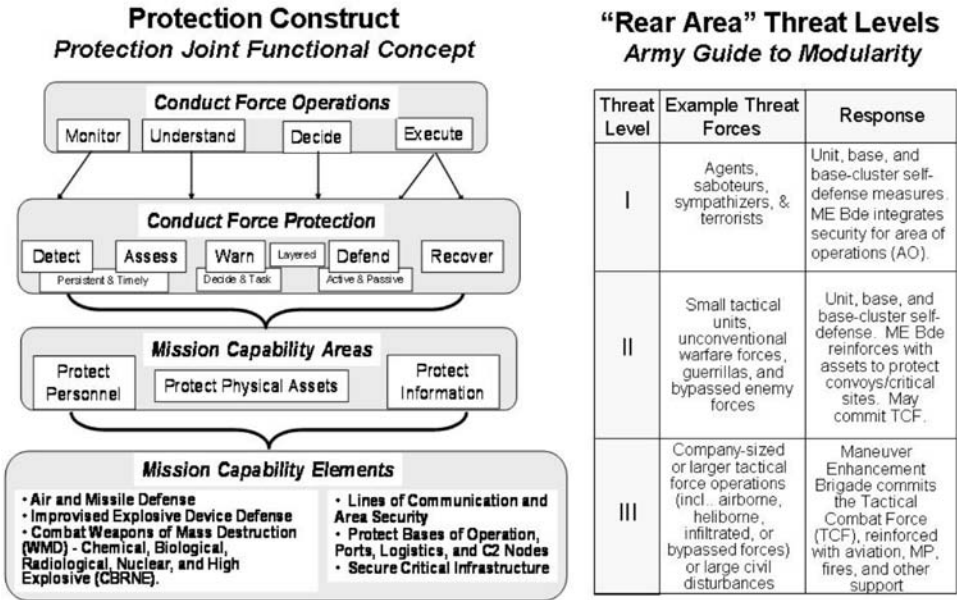 Protection Construct
Protection Joint Functional Concept
Conduct Force Operations
Monitor
Understand
Decide
Execute
Conduct Force Protection
Detect
Assess
Warn
Layered
Defend
Recover
Persistent & Timely
Decide & Task
Active & Passive
Mission Capability Areas
Protect
Personnel
Protect Physical Assets
Protect
Information
Mission Capability Elements
• Air and Missile Defense
• Improvised Explosive Device Defense
• Combat Weapons of Mass Destruction
(WMD) - Chemical, Biological,
Radiological, Nuclear, and High
Explosive (CBRNE).
• Lines of Communication and
Area Security
• Protect Bases of Operation,
Ports, Logistics, and C2 Nodes
• Secure Critical Infrastructure
“Rear Area” Threat Levels
Army Guide to Modularity
Threat
Level
Example Threat
Forces
Response
I
Agents,
saboteurs,
sympathizers, &
terrorists
Unit, base, and
base-cluster self-
defense measures.
ME Bde integrates
security for area of
operations (AO).
II
Small tactical
units,
unconventional
warfare forces,
guerrillas, and
bypassed enemy
forces
Unit, base, and
base-cluster self-
defense. ME Bde
reinforces with
assets to protect
convoys/critical
sites. May
commit TCF.
III
Company-sized
or larger tactical
force operations
(incl.. airborne,
heliborne,
infiltrated, or
bypassed forces)
or large civil
disturbances
Maneuver
Enhancement
Brigade commits
the Tactical
Combat Force
(TCF), reinforced
with aviation, MP,
fires, and other
support